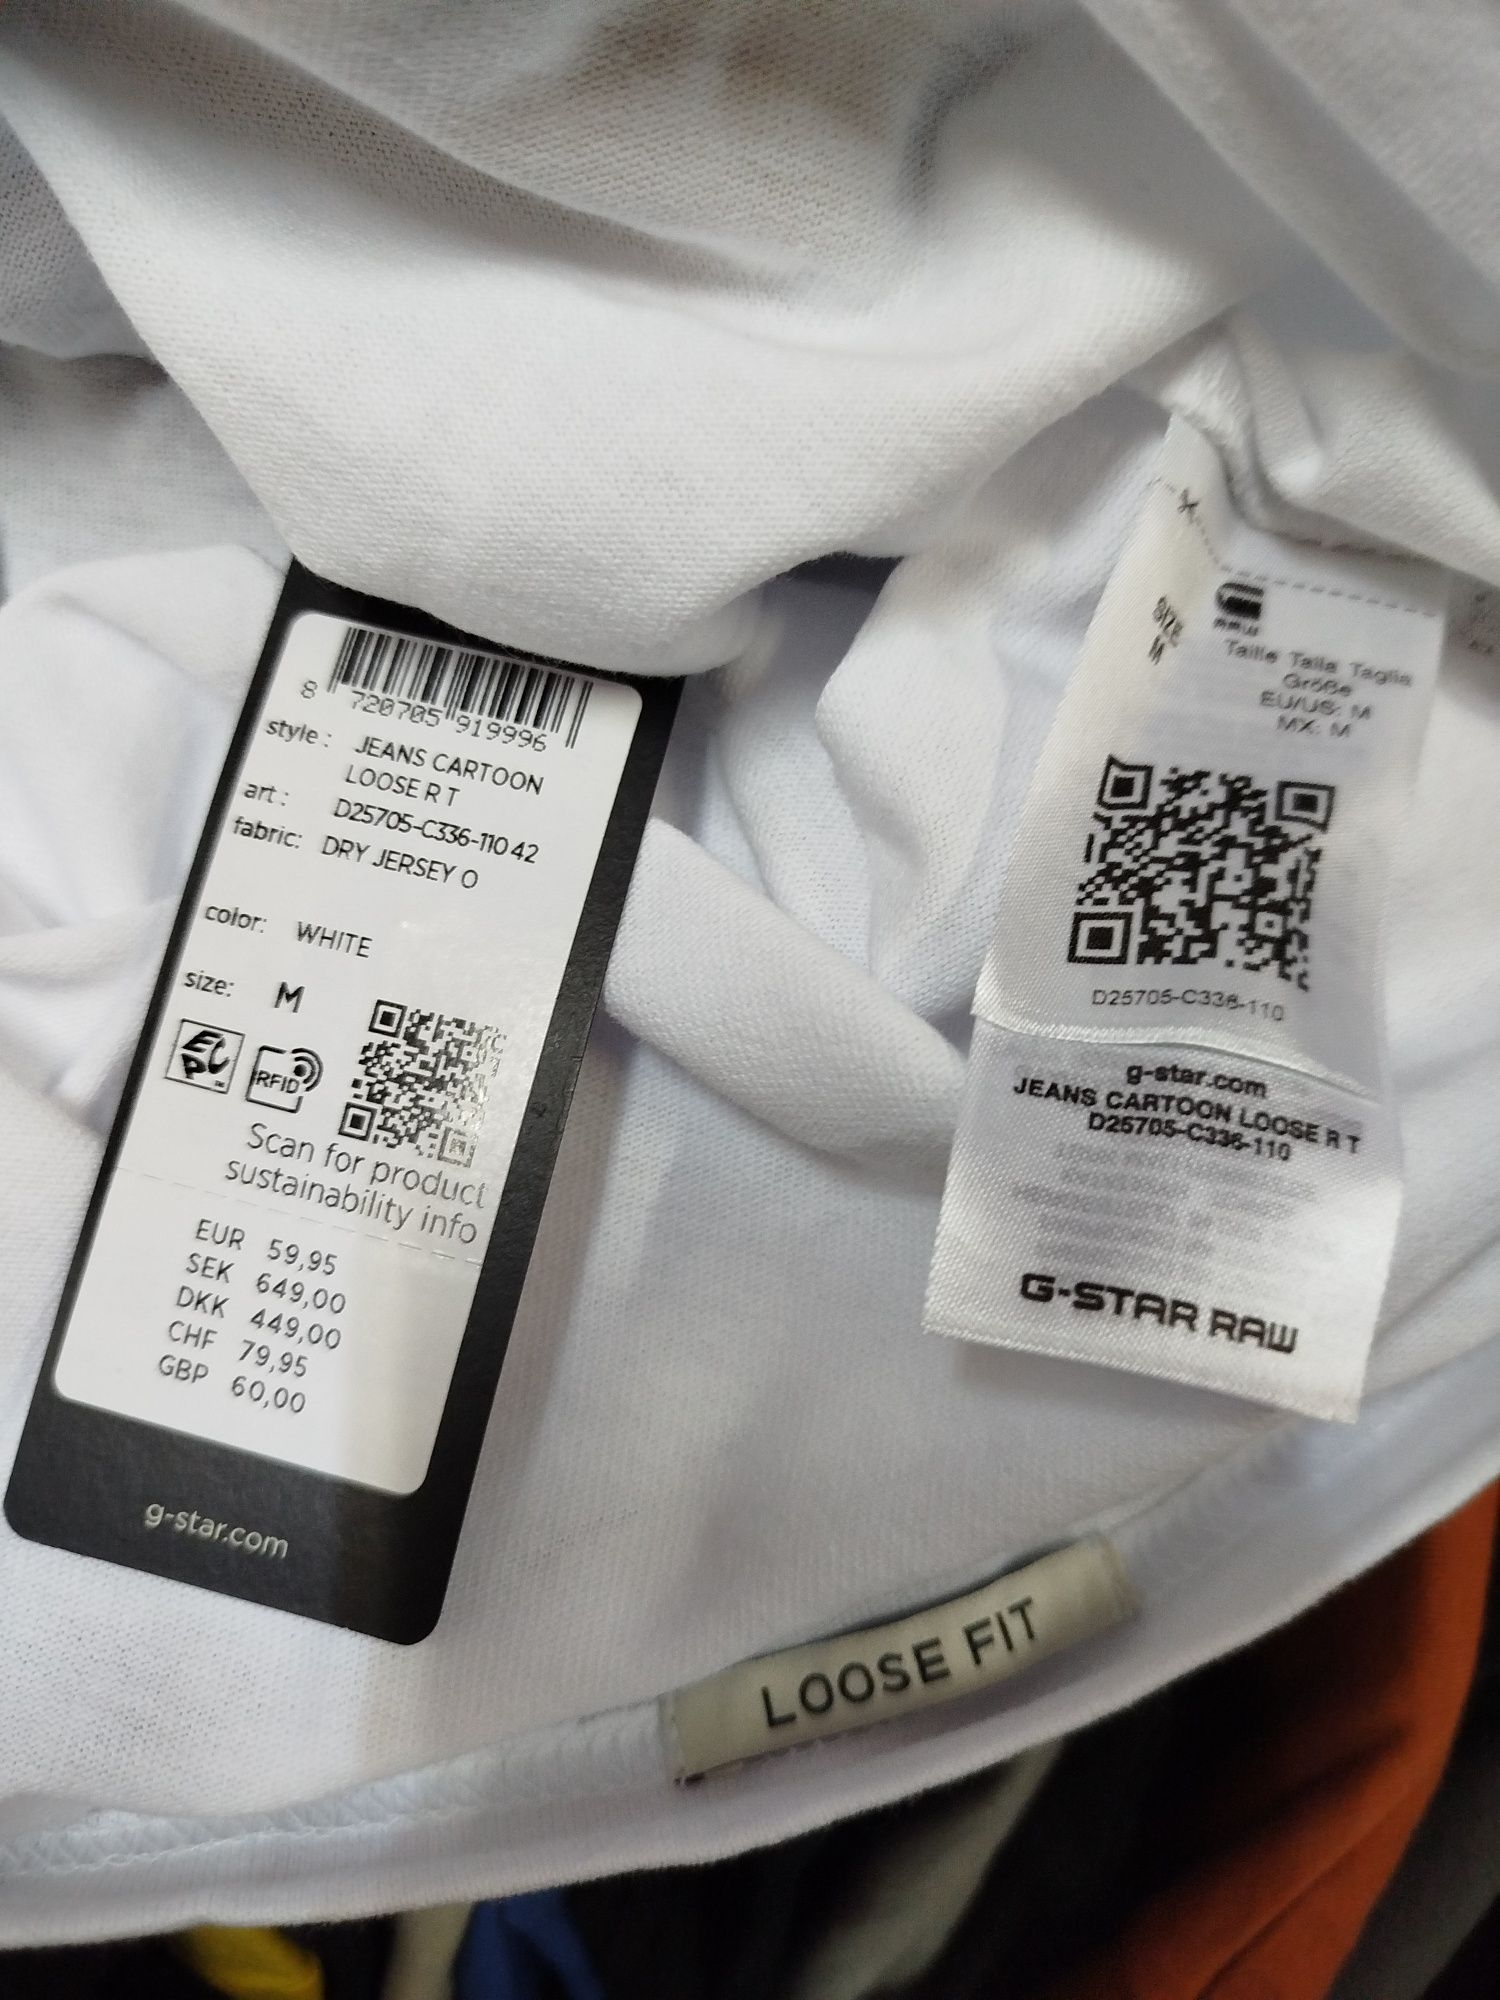 8 720705 919996
style: JEANS CARTOON
LOOSE R T
art: D25705-C336-110 42
fabric: DRY JERSEY O
color: WHITE
size: M
EPC
RFID
Scan for product
sustainability info
EUR 59,95
SEK 649,00
DKK 449,00
CHF 79,95
GBP 60,00
g-star.com
SIZE
M
RAW
Taille Talla Taglia
Größe
EU/US: M
MX: M
D25705-C336-110
g-star.com
JEANS CARTOON LOOSE R T
D25705-C336-110
G-STAR RAW
LOOSE FIT